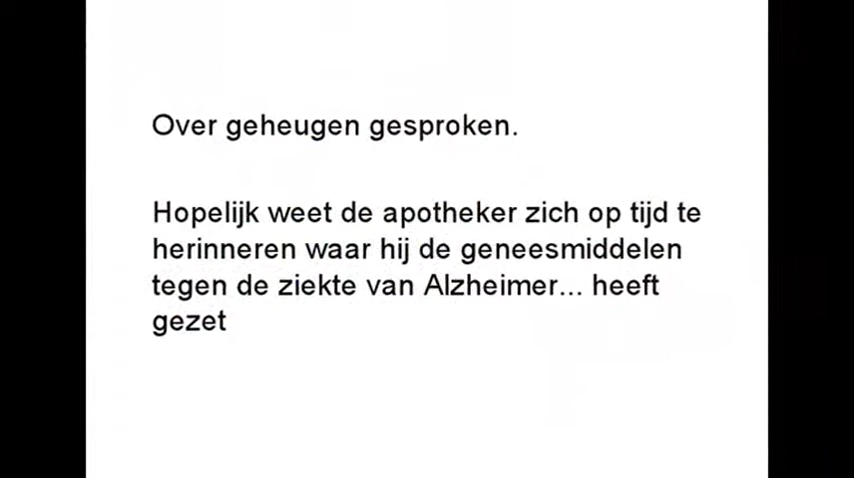 Over geheugen gesproken.
Hopelijk weet de apotheker zich op tijd te
herinneren waar hij de geneesmiddelen
tegen de ziekte van Alzheimer... heeft
gezet